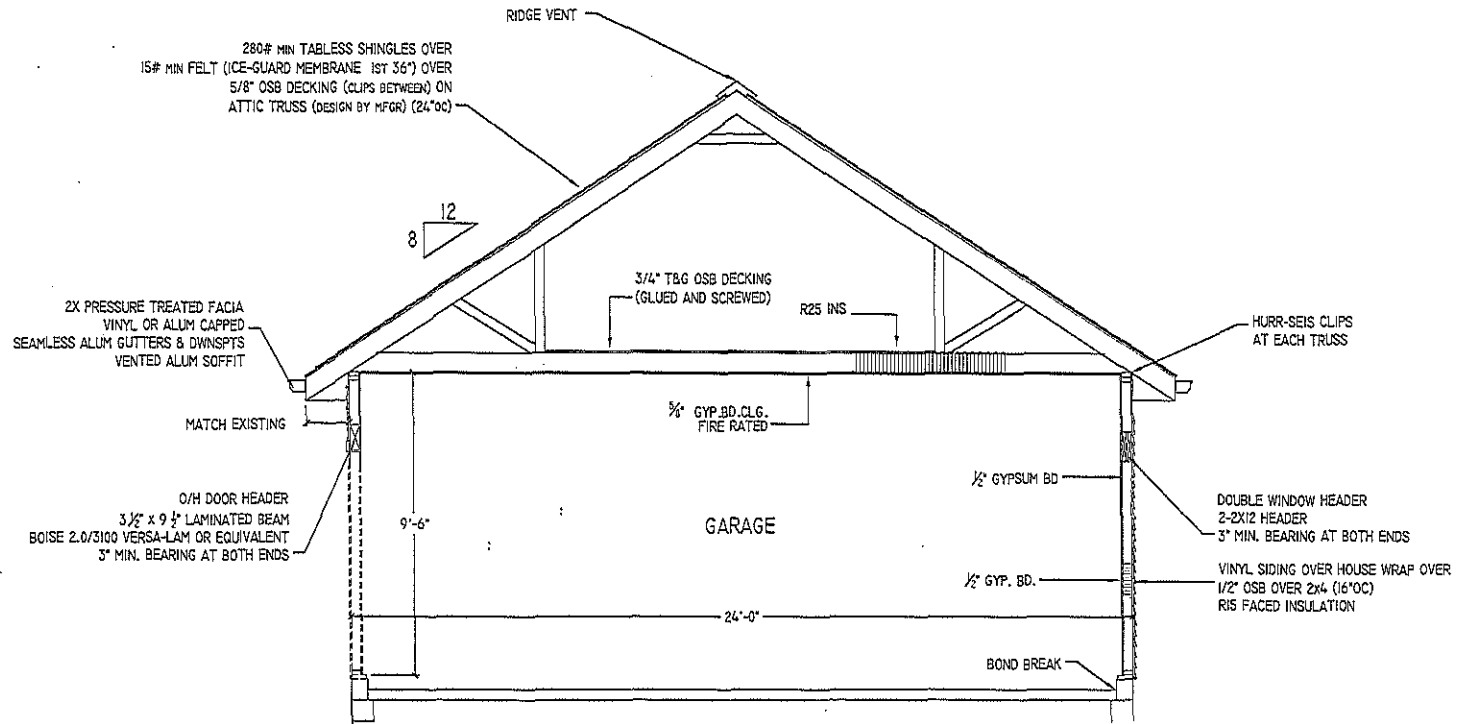 RIDGE VENT
280# MIN TABLESS SHINGLES OVER
15# MIN FELT (ICE-GUARD MEMBRANE 1ST 36") OVER
5/8" OSB DECKING (CLIPS BETWEEN) ON
ATTIC TRUSS (DESIGN BY MFGR) (24"OC)
12
8
3/4" T&G OSB DECKING
(GLUED AND SCREWED)
R25 INS
2X PRESSURE TREATED FACIA
VINYL OR ALUM CAPPED
SEAMLESS ALUM GUTTERS & DWNSPTS
VENTED ALUM SOFFIT
HURR-SEIS CLIPS
AT EACH TRUSS
MATCH EXISTING
5/8" GYP.BD.CLG.
FIRE RATED
O/H DOOR HEADER
3 1/2" X 9 1/2" LAMINATED BEAM
BOISE 2.0/3100 VERSA-LAM OR EQUIVALENT
3" MIN. BEARING AT BOTH ENDS
9'-6"
GARAGE
1/2" GYPSUM BD
DOUBLE WINDOW HEADER
2-2X12 HEADER
3" MIN. BEARING AT BOTH ENDS
1/2" GYP. BD.
VINYL SIDING OVER HOUSE WRAP OVER
1/2" OSB OVER 2x4 (16"OC)
R15 FACED INSULATION
24'-0"
BOND BREAK